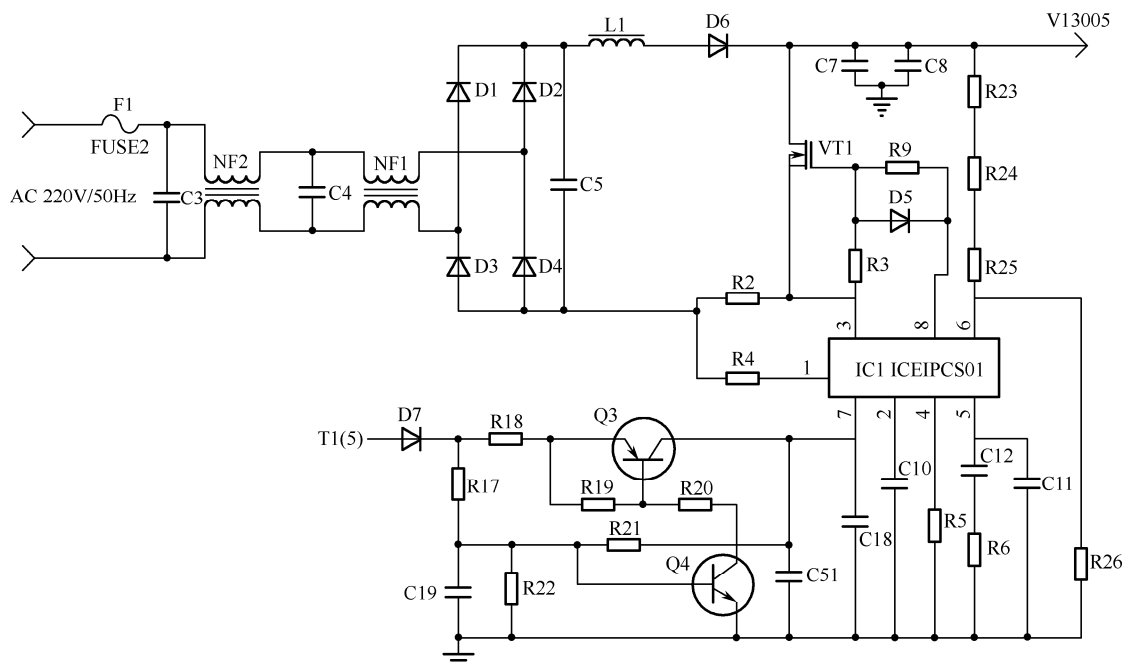 L1
D6
V13005
D1
D2
C7
C8
R23
F1
FUSE2
NF2
NF1
VT1
R9
R24
AC 220V/50Hz
C3
C4
C5
D5
D3
D4
R3
R25
R2
3
8
6
R4
1
IC1 ICEIPCS01
7
2
4
5
T1(5)
D7
R18
Q3
C12
C10
C11
R17
R19
R20
R21
C18
R5
R6
Q4
R26
C19
R22
C51